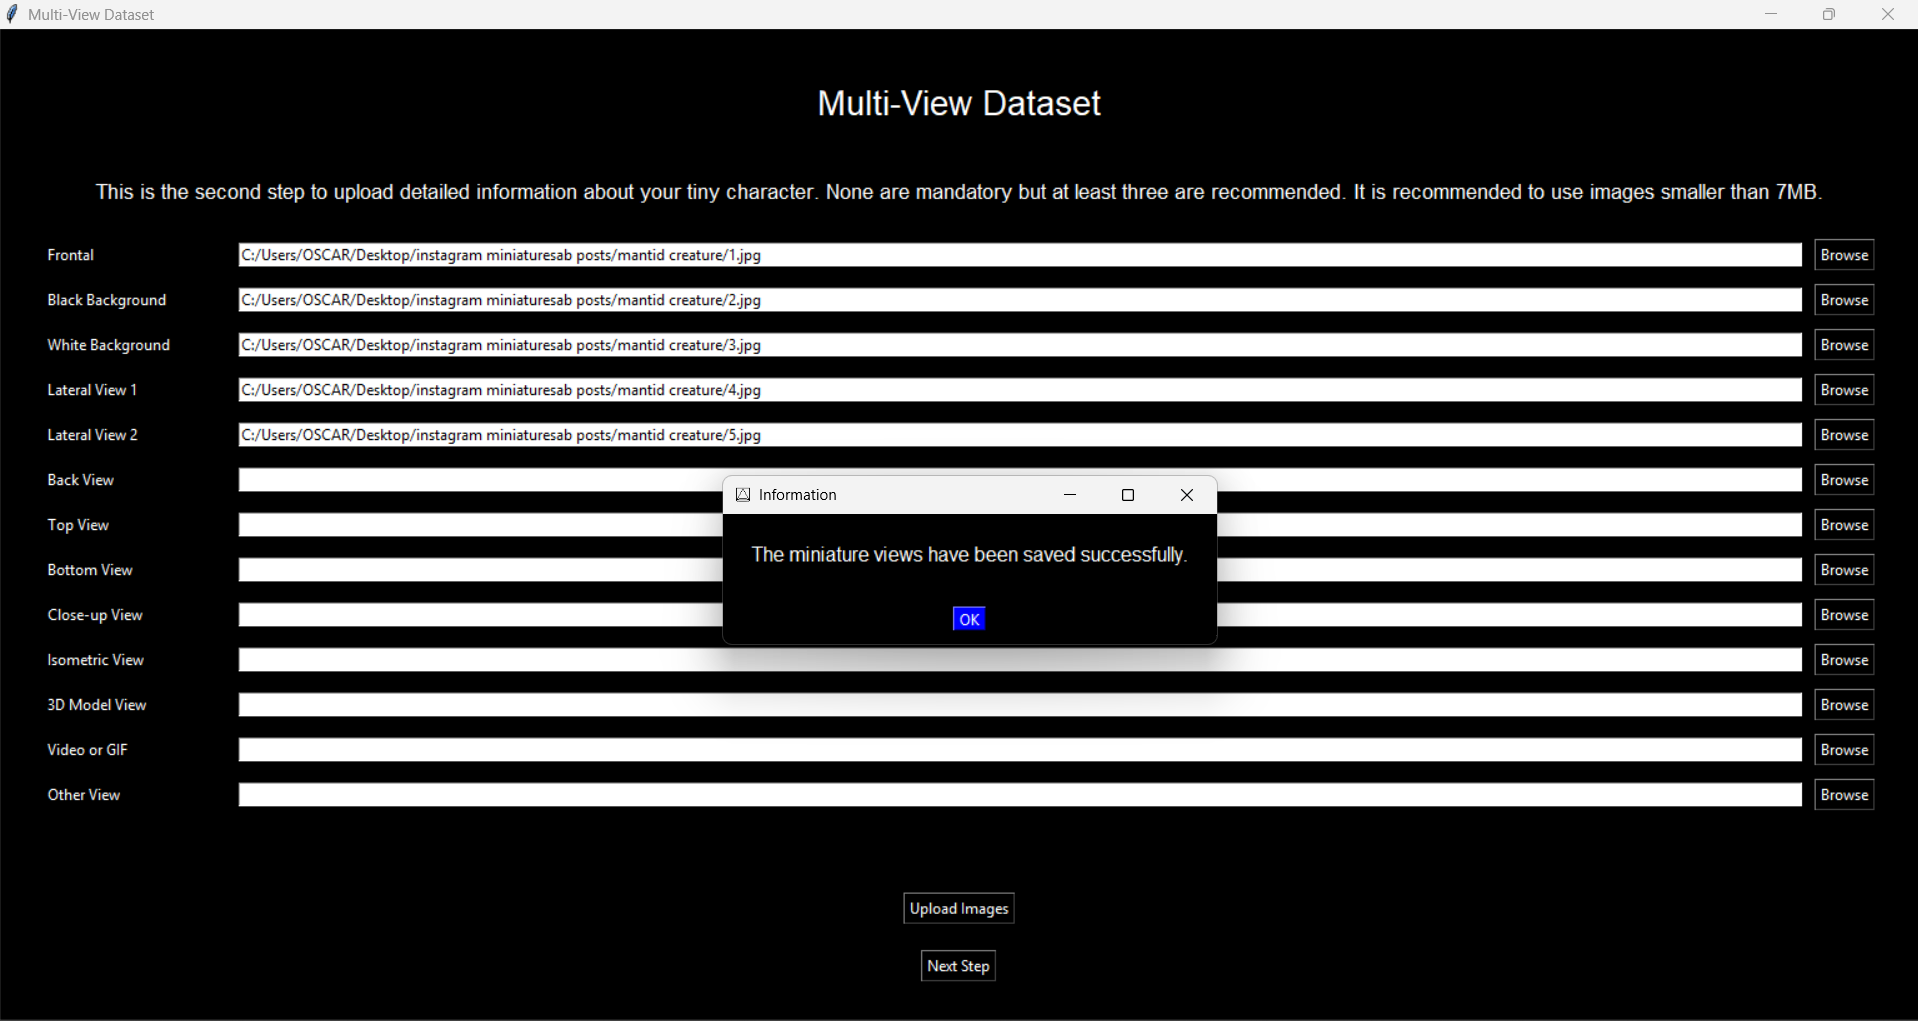 Multi-View Dataset
Multi-View Dataset
This is the second step to upload detailed information about your tiny character. None are mandatory but at least three are recommended. It is recommended to use images smaller than 7MB.
Frontal C:/Users/OSCAR/Desktop/instagram miniaturesab posts/mantid creature/1.jpg Browse
Black Background C:/Users/OSCAR/Desktop/instagram miniaturesab posts/mantid creature/2.jpg Browse
White Background C:/Users/OSCAR/Desktop/instagram miniaturesab posts/mantid creature/3.jpg Browse
Lateral View 1 C:/Users/OSCAR/Desktop/instagram miniaturesab posts/mantid creature/4.jpg Browse
Lateral View 2 C:/Users/OSCAR/Desktop/instagram miniaturesab posts/mantid creature/5.jpg Browse
Back View Browse
Top View Browse
Bottom View Browse
Close-up View Browse
Isometric View Browse
3D Model View Browse
Video or GIF Browse
Other View Browse
Information
The miniature views have been saved successfully.
OK
Upload Images
Next Step